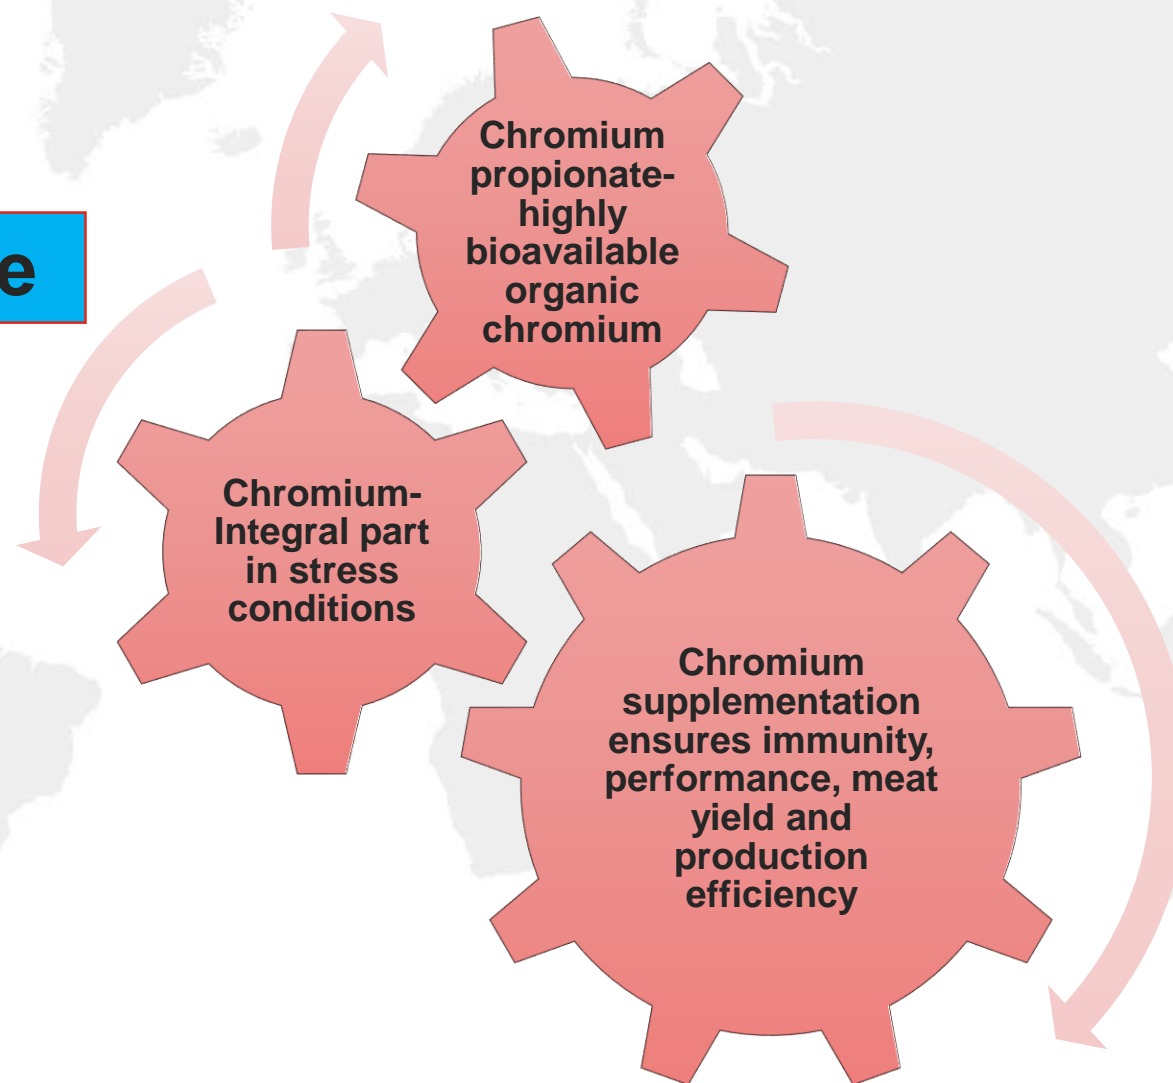 Chromium
propionate-
highly
bioavailable
organic
chromium
e
Chromium-
Integral part
in stress
conditions
Chromium
supplementation
ensures immunity,
performance, meat
yield and
production
efficiency